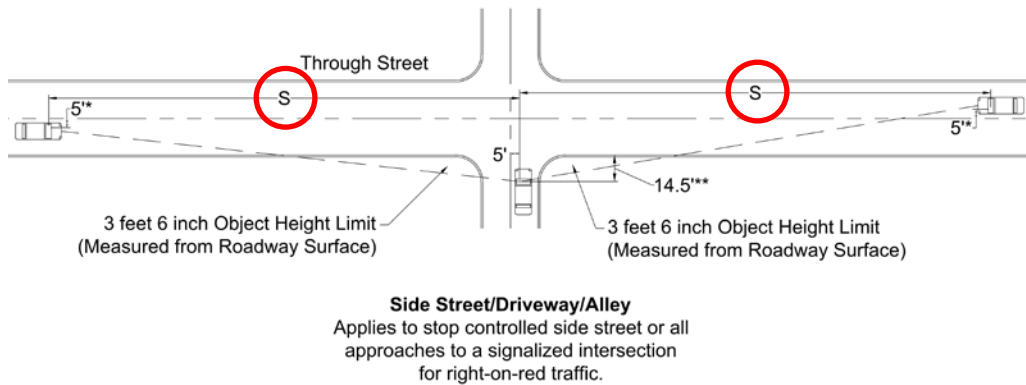 Through Street
S
S
5'*
5'*
5'
14.5'**
3 feet 6 inch Object Height Limit
(Measured from Roadway Surface)
3 feet 6 inch Object Height Limit
(Measured from Roadway Surface)
Side Street/Driveway/Alley
Applies to stop controlled side street or all
approaches to a signalized intersection
for right-on-red traffic.